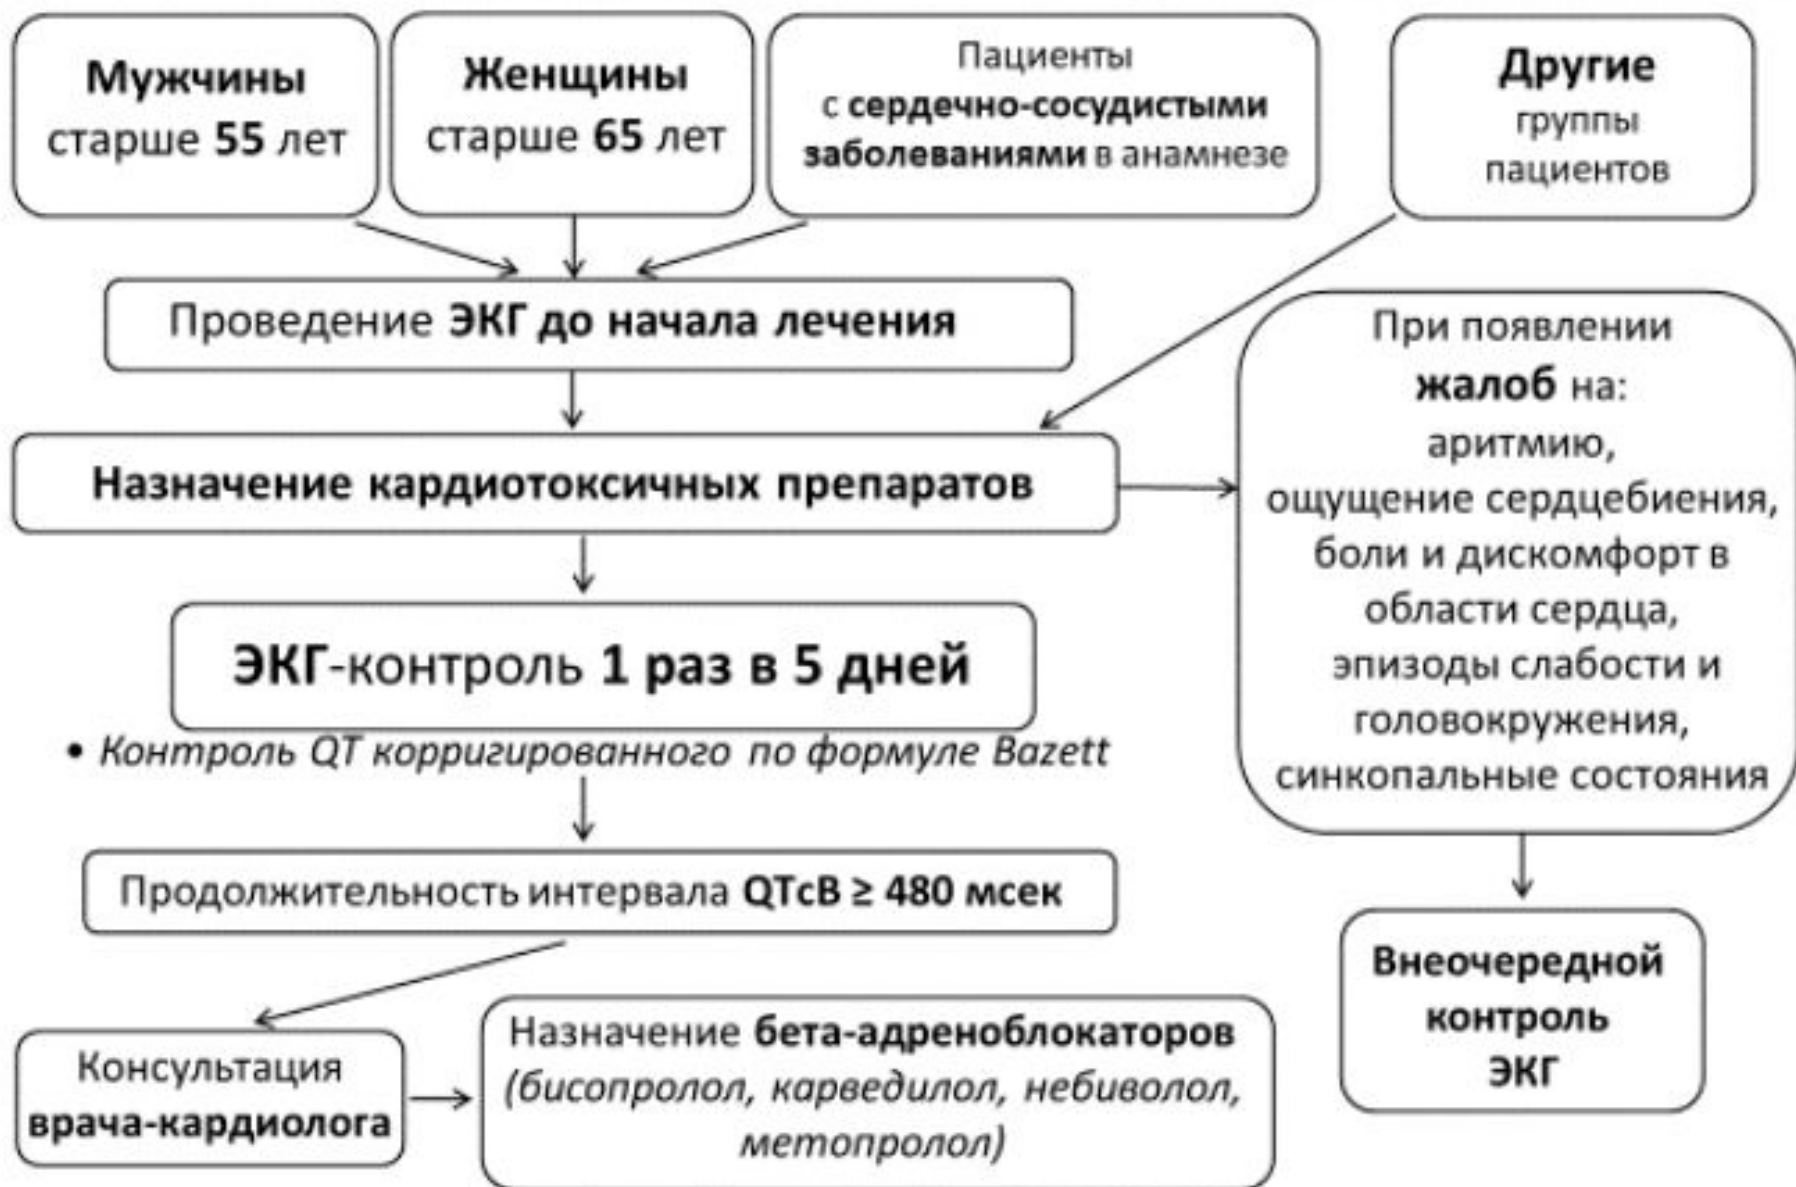 Мужчины
старше 55 лет
Женщины
старше 65 лет
Пациенты
с сердечно-сосудистыми
заболеваниями в анамнезе
Другие
группы
пациентов
Проведение ЭКГ до начала лечения
Назначение кардиотоксичных препаратов
При появлении
жалоб на:
аритмию,
ощущение сердцебиения,
боли и дискомфорт в
области сердца,
эпизоды слабости и
головокружения,
синкопальные состояния
ЭКГ-контроль 1 раз в 5 дней
• Контроль QT корригированного по формуле Bazett
Продолжительность интервала QTcB ≥ 480 мсек
Консультация
врача-кардиолога
Назначение бета-адреноблокаторов
(бисопролол, карведилол, небиволол,
метопролол)
Внеочередной
контроль
ЭКГ